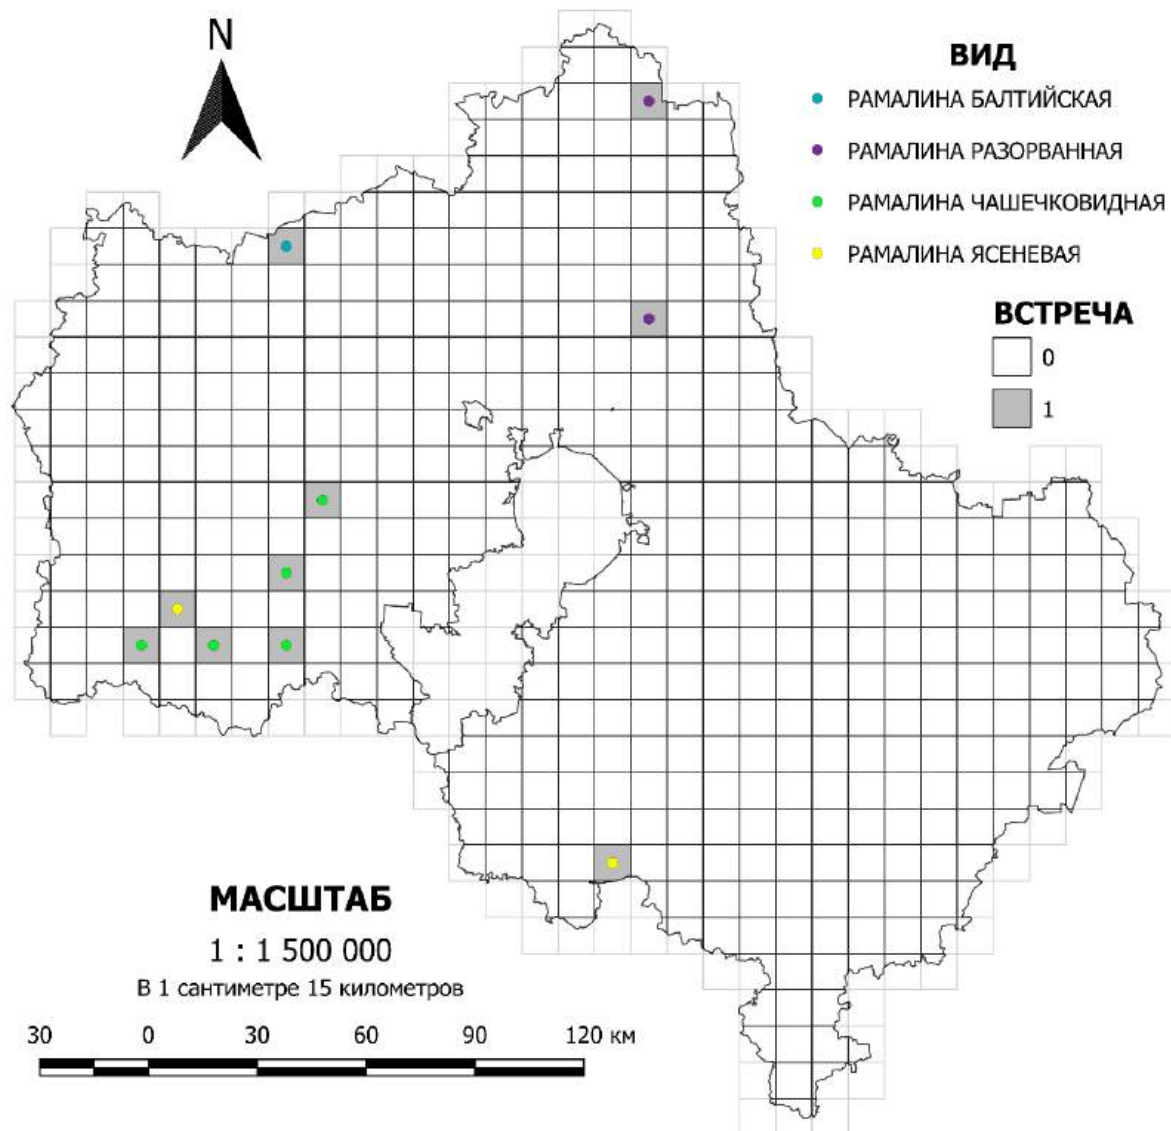 N
ВИД
РАМАЛИНА БАЛТИЙСКАЯ
РАМАЛИНА РАЗОРВАННАЯ
РАМАЛИНА ЧАШЕЧКОВИДНАЯ
РАМАЛИНА ЯСЕНЕВАЯ
ВСТРЕЧА
0
1
МАСШТАБ
1 : 1 500 000
В 1 сантиметре 15 километров
30 0 30 60 90 120 км